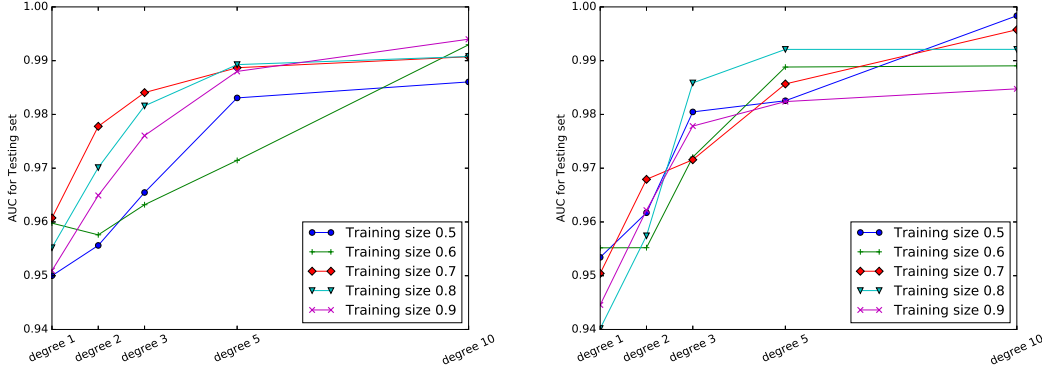 1.00
0.99
0.98
0.97
0.96
0.95
0.94
AUC for Testing set
degree 1
degree 2
degree 3
degree 5
degree 10
Training size 0.5
Training size 0.6
Training size 0.7
Training size 0.8
Training size 0.9
1.00
0.99
0.98
0.97
0.96
0.95
0.94
AUC for Testing set
degree 1
degree 2
degree 3
degree 5
degree 10
Training size 0.5
Training size 0.6
Training size 0.7
Training size 0.8
Training size 0.9